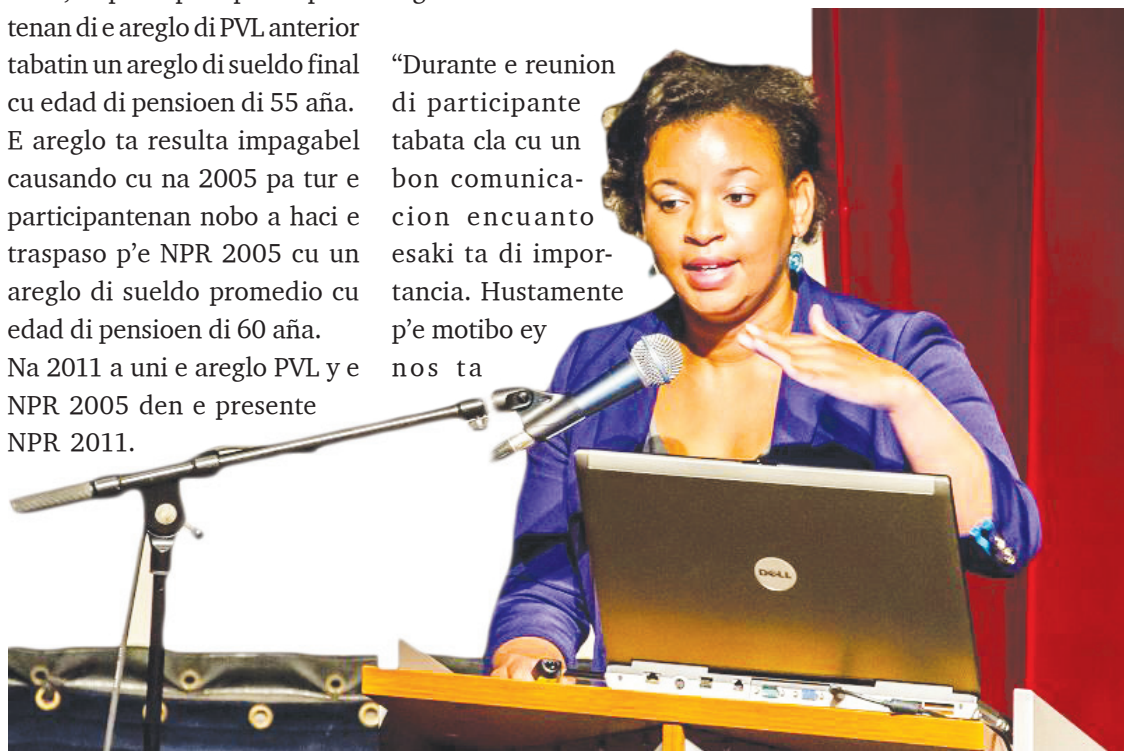 tenan di e areglo di PVL anterior
tabatin un areglo di sueldo final
cu edad di pensioen di 55 aña.
E areglo ta resulta impagabel
causando cu na 2005 pa tur e
participantenan nobo a haci e
traspaso p’e NPR 2005 cu un
areglo di sueldo promedio cu
edad di pensioen di 60 aña.
Na 2011 a uni e areglo PVL y e
NPR 2005 den e presente
NPR 2011.
“Durante e reunion
di participante
tabata cla cu un
bon comunica-
cion encuanto
esaki ta di impor-
tancia. Hustamente
p’e motibo ey
nos ta
DELL